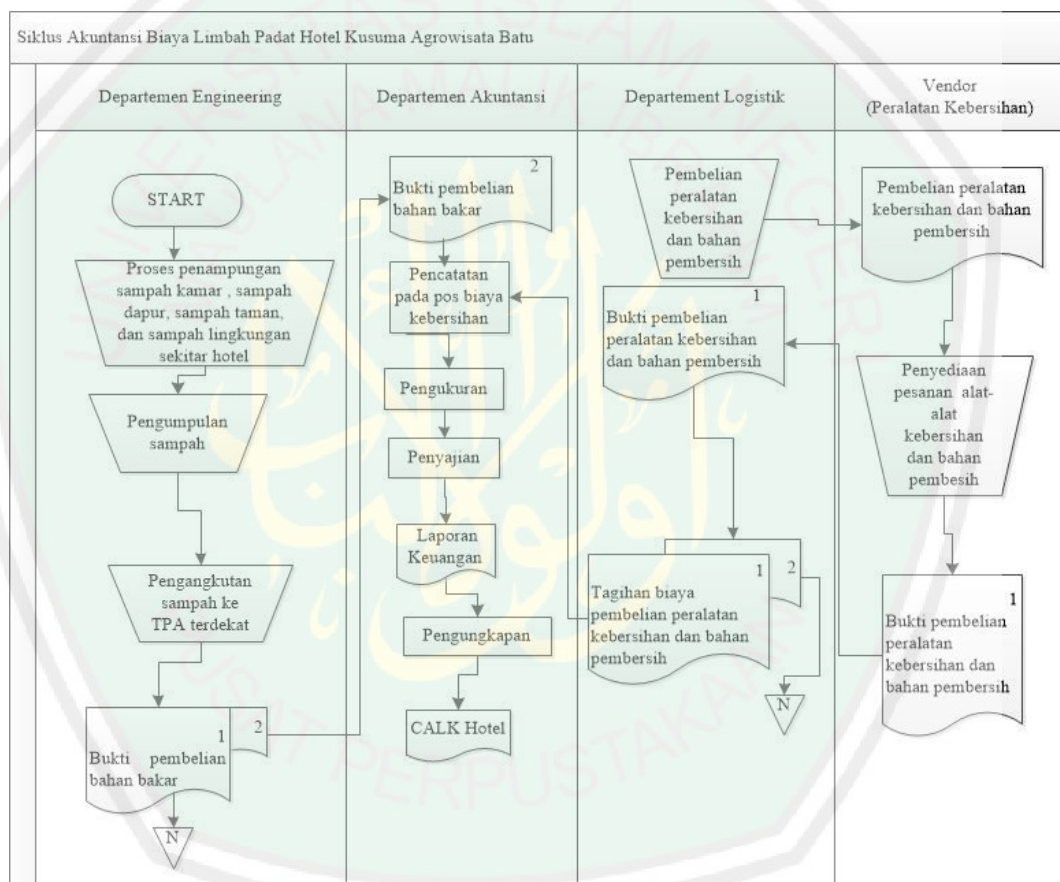 Siklus Akuntansi Biaya Limbah Padat Hotel Kusuma Agrowisata Batu
Departemen Engineering
Departemen Akuntansi
Departement Logistik
Vendor
(Peralatan Kebersihan)
START
Proses penampungan
sampah kamar , sampah
dapur, sampah taman,
dan sampah lingkungan
sekitar hotel
Pengumpulan
sampah
Pengangkutan
sampah ke
TPA terdekat
1
2
Bukti pembelian
bahan bakar
N
2
Bukti pembelian
bahan bakar
Pencatatan
pada pos biaya
kebersihan
Pengukuran
Penyajian
Laporan
Keuangan
Pengungkapan
CALK Hotel
Pembelian
peralatan
kebersihan
dan bahan
pembersih
1
Bukti pembelian
peralatan kebersihan
dan bahan pembersih
1
2
Tagihan biaya
pembelian peralatan
kebersihan dan bahan
pembersih
N
Pembelian peralatan
kebersihan dan bahan
pembersih
Penyediaan
pesanan alat-
alat
kebersihan
dan bahan
pembesih
1
Bukti pembelian
peralatan
kebersihan dan
bahan pembersih
PUSAT PERPUSTAKAAN